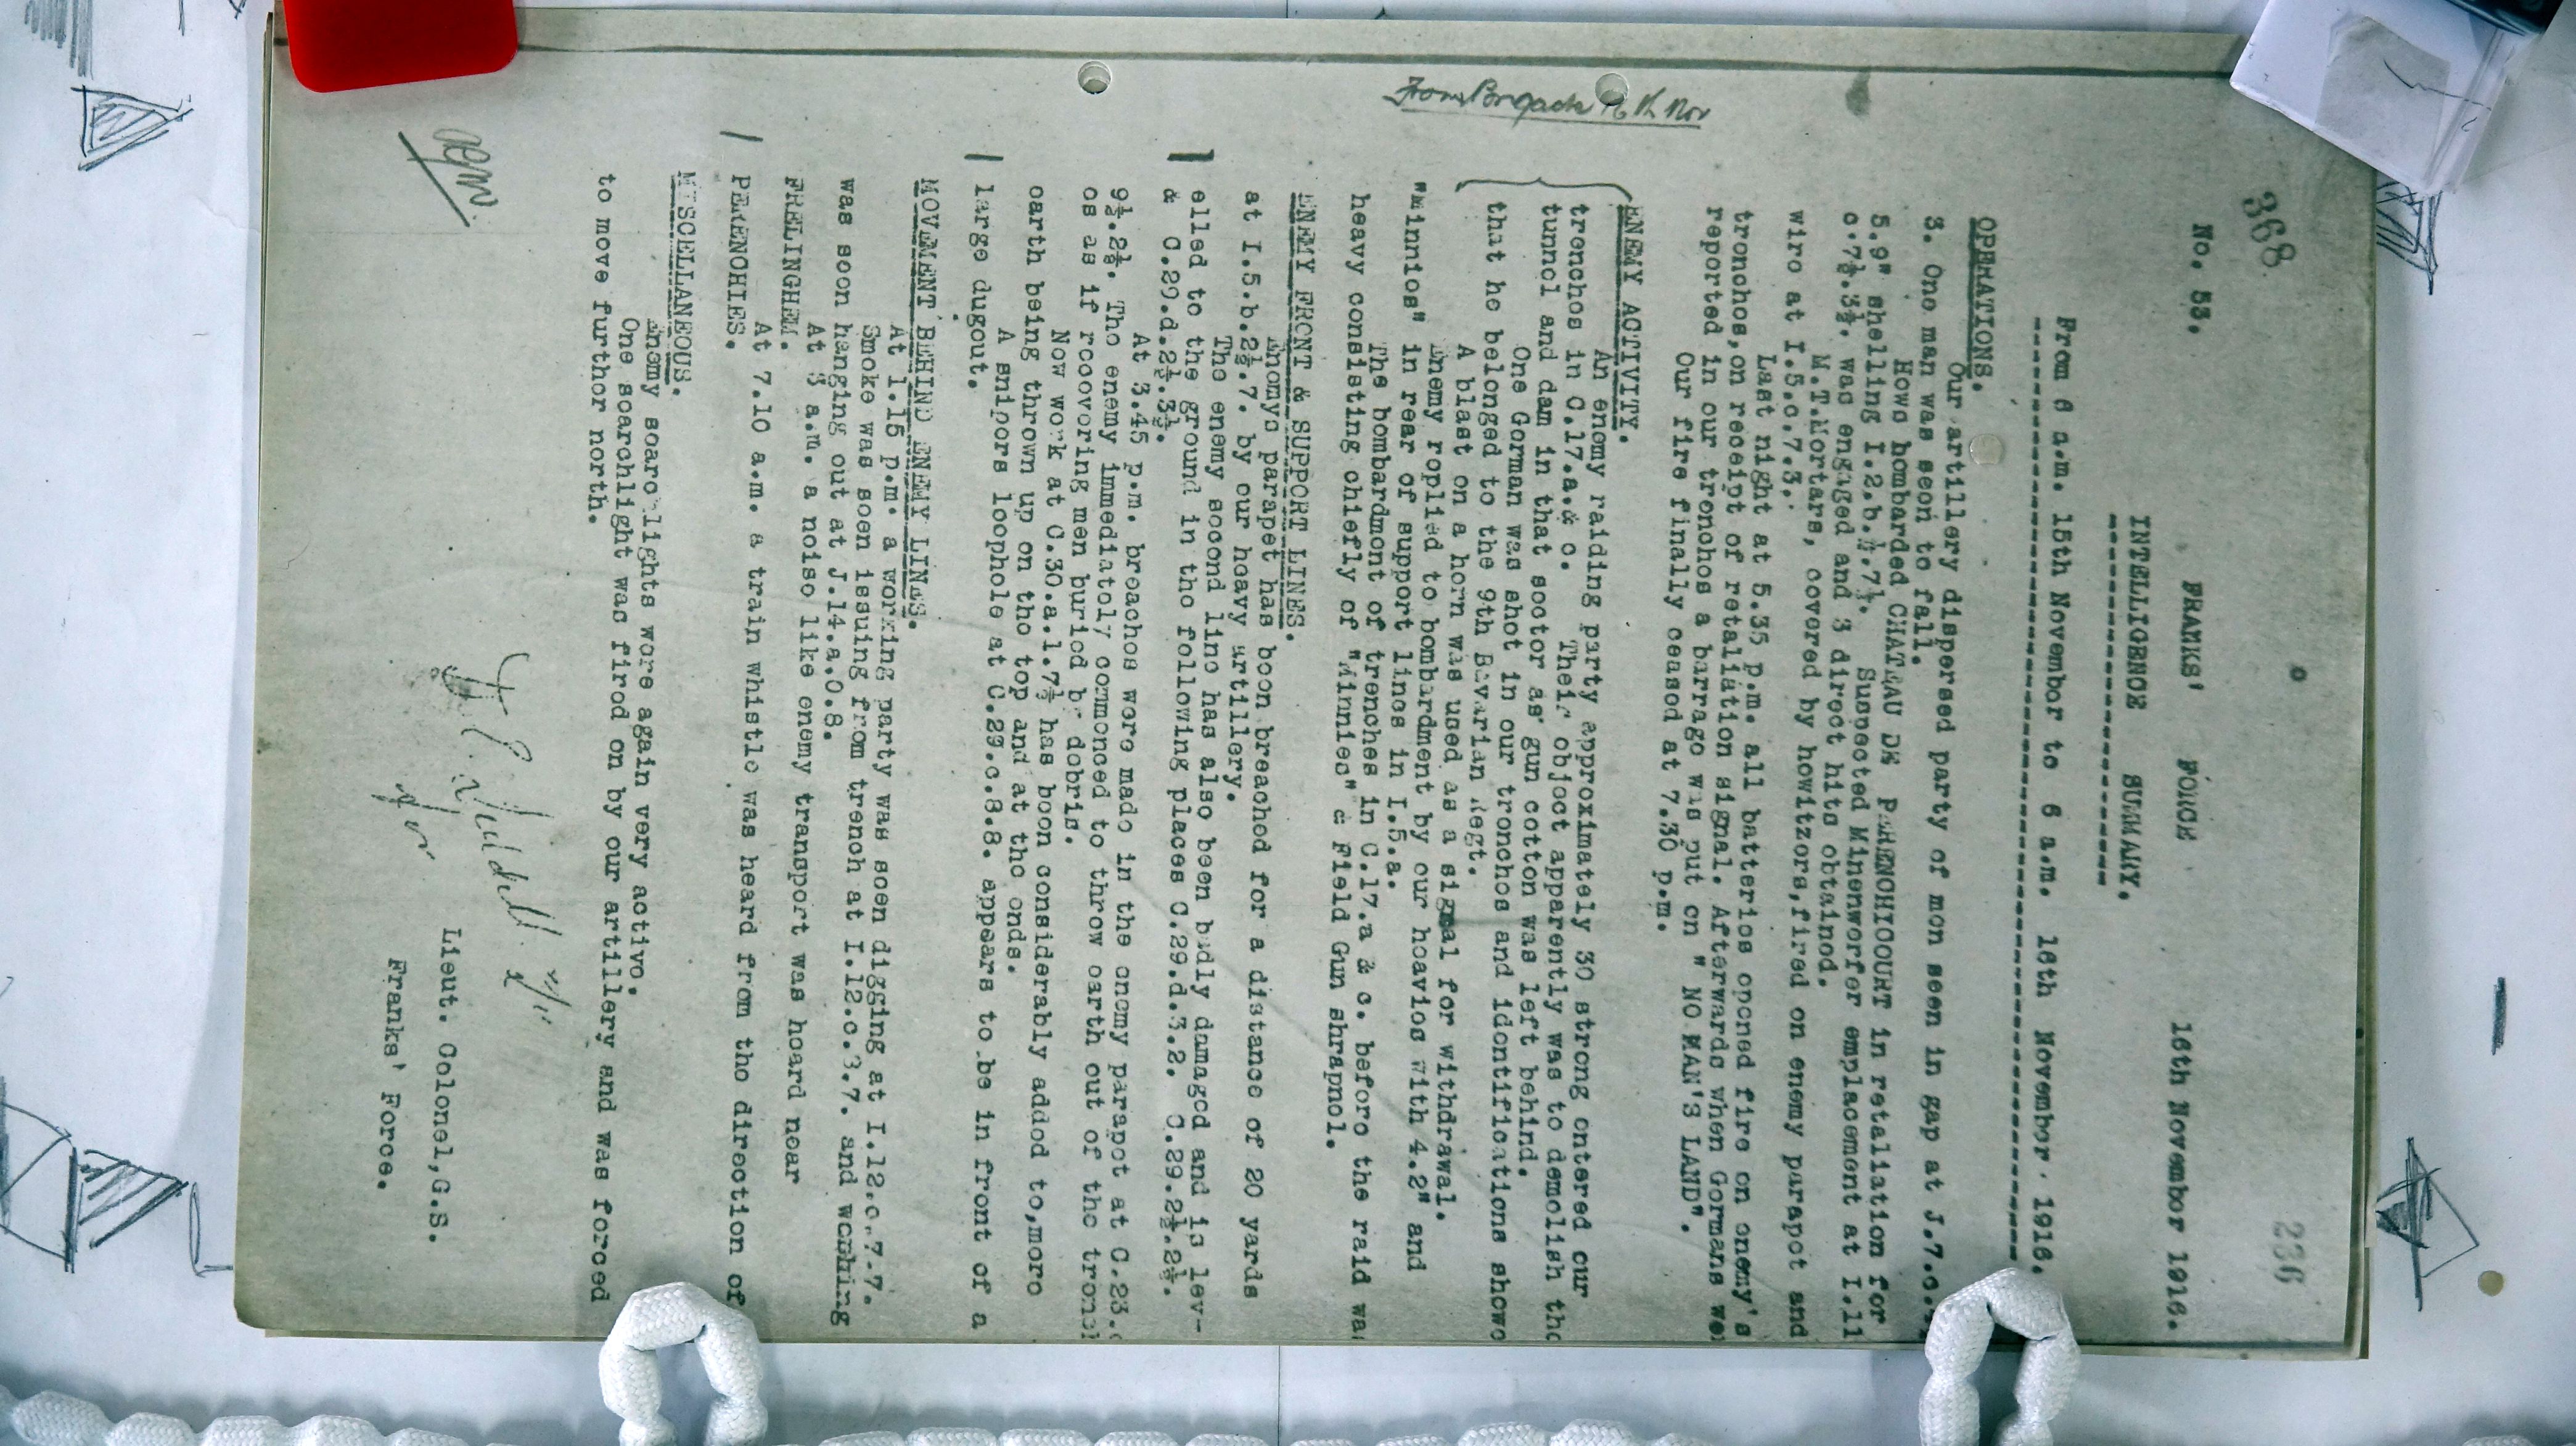 368.
236
No. 53.
FRANKS' FORCE
16th November 1916.
INTELLIGENCE SUMMARY.
From 6 a.m. 15th November to 6 a.m. 16th November. 1916.
OPERATIONS.
Our artillery dispersed party of men seen in gap at J.7.c.
3. One man was seen to fall.
Hows bombarded CHATEAU DE PERENCHICOURT in retaliation for
5.9" shelling I.2.b. Suspected Minenworfer emplacement at I.11
c.7½.3½. was engaged and 3 direct hits obtained.
M.T.Mortars, covered by howitzers,fired on enemy parapet and
wire at I.5.c.7.3.
Last night at 5.35 p.m. all batteries opened fire on enemy's
trenches,on receipt of retaliation signal. Afterwards when Germans we
reported in our trenches a barrage was put on " NO MAN'S LAND".
Our fire finally ceased at 7.30 p.m.
ENEMY ACTIVITY.
An enemy raiding party approximately 30 strong entered our
trenches in C.17.a.& c. Their object apparently was to demolish the
tunnel and dam in that sector as gun cotton was left behind.
One German was shot in our trenches and identifications showe
that he belonged to the 9th Bavarian Regt.
A blast on a horn was used as a signal for withdrawal.
Enemy replied to bombardment by our heavies with 4.2" and
"Minnies" in rear of support lines in I.5.a.
The bombardment of trenches in C.17.a & c. before the raid was
heavy consisting chiefly of "Minnies" & Field Gun shrapnel.
ENEMY FRONT & SUPPORT LINES.
Enemys parapet has been breached for a distance of 20 yards
at I.5.b.2½.7. by our heavy artillery.
The enemy second line has also been badly damaged and is lev-
elled to the ground in the following places C.29.d.3.2. C.29.2½.2½.
& C.29.d.2½.3½.
At 3.45 p.m. breaches were made in the enemy parapet at C.23.c
9½.2½. The enemy immediately commenced to throw earth out of the trench
es as if recovering men buried by debris.
New work at C.30.a.1.7½ has been considerably added to,more
earth being thrown up on the top and at the ends.
A snipers loophole at C.23.c.8.8. appears to be in front of a
large dugout.
MOVEMENT BEHIND ENEMY LINES.
At 1.15 p.m. a working party was seen digging at I.12.c.7-7.
Smoke was seen issuing from trench at I.12.c.3.7. and washing
was seen hanging out at J.14.a.0.8.
At 3 a.m. a noise like enemy transport was heard near
FRELINGHEM.
At 7.10 a.m. a train whistle was heard from the direction of
PERENCHIES.
MISCELLANEOUS.
Enemy searchlights were again very active.
One searchlight was fired on by our artillery and was forced
to move further north.
for
Lieut. Colonel,G.S.
Franks' Force.
From Brigade 16th Nov